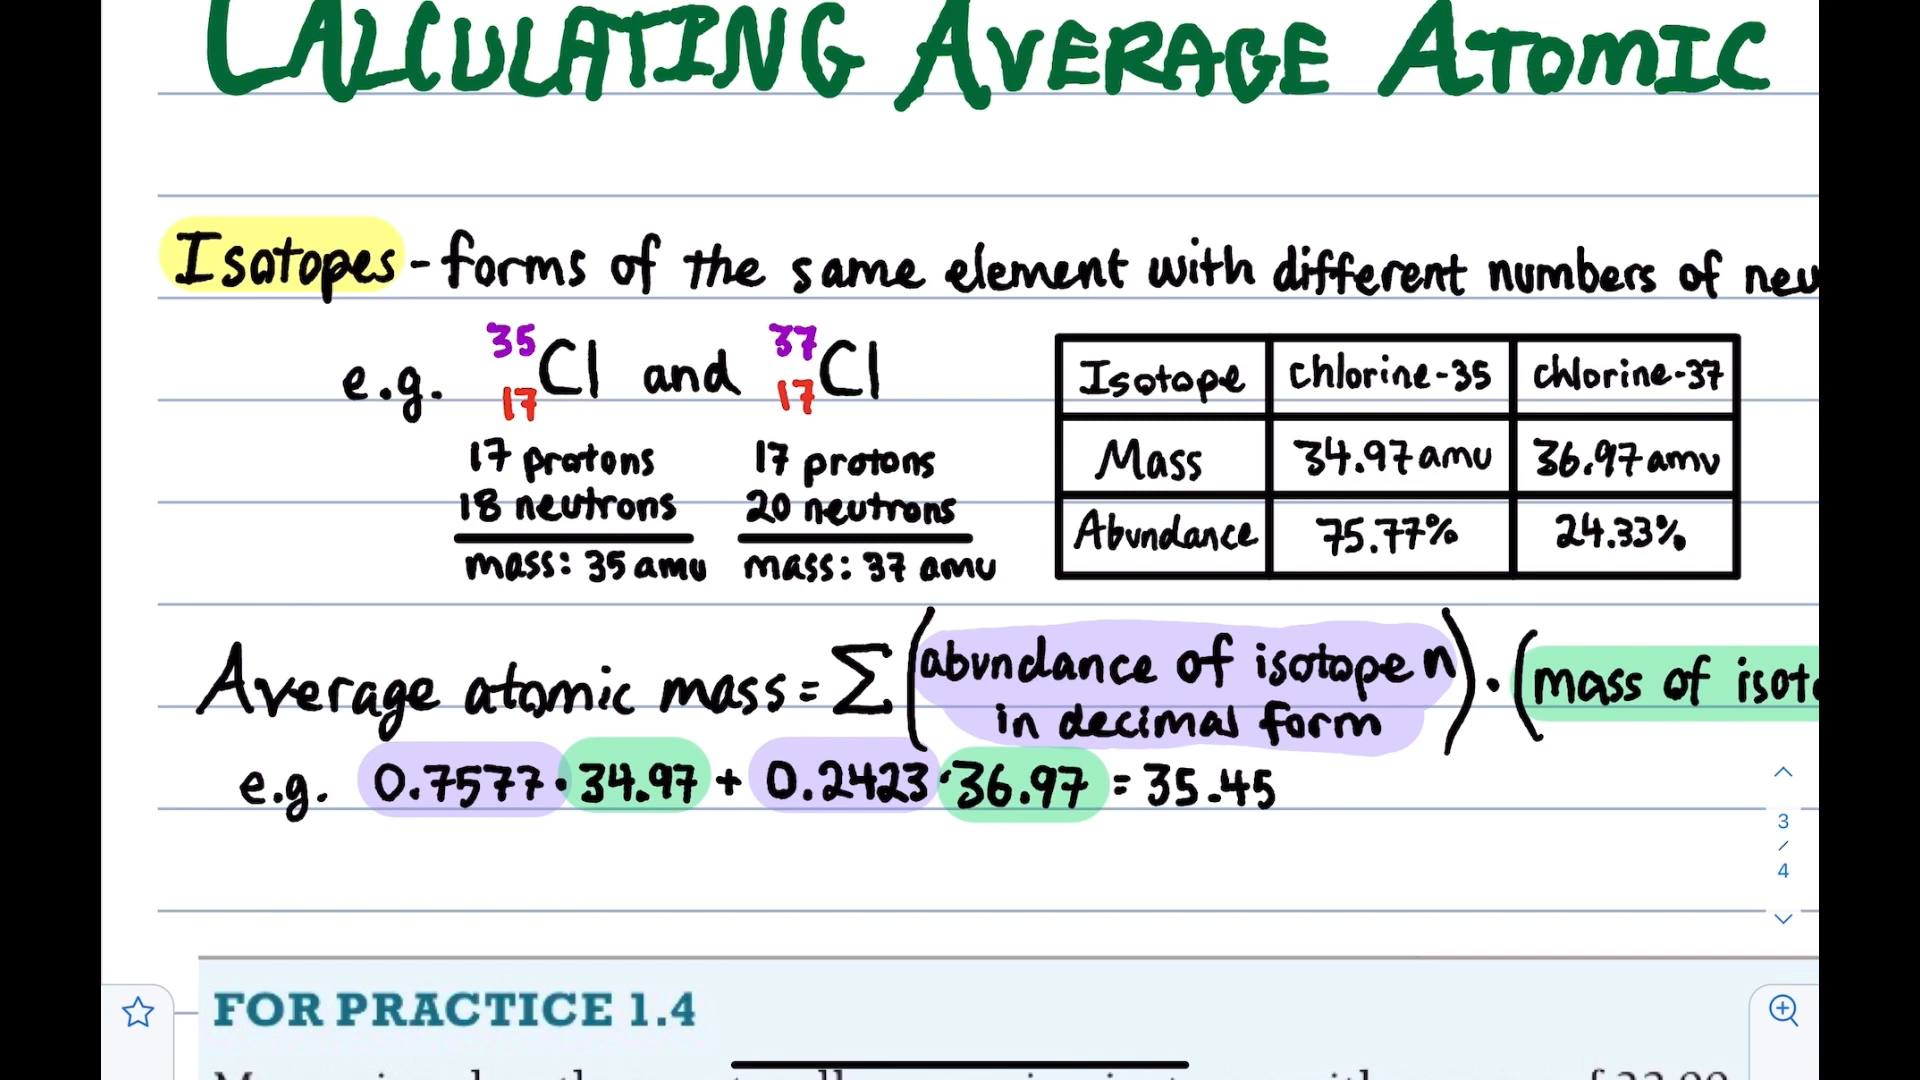 CALCULATING AVERAGE ATOMIC
Isotopes - forms of the same element with different numbers of neu
e.g. 35 17 Cl and 37 17 Cl
17 protons 17 protons
18 neutrons 20 neutrons
mass: 35 amu mass: 37 amu
Isotope chlorine-35 chlorine-37
Mass 34.97 amu 36.97 amu
Abundance 75.77% 24.33%
Average atomic mass = Σ (abundance of isotope n in decimal form) · (mass of isoto
e.g. 0.7577 · 34.97 + 0.2423 · 36.97 = 35.45
3
/
4
FOR PRACTICE 1.4